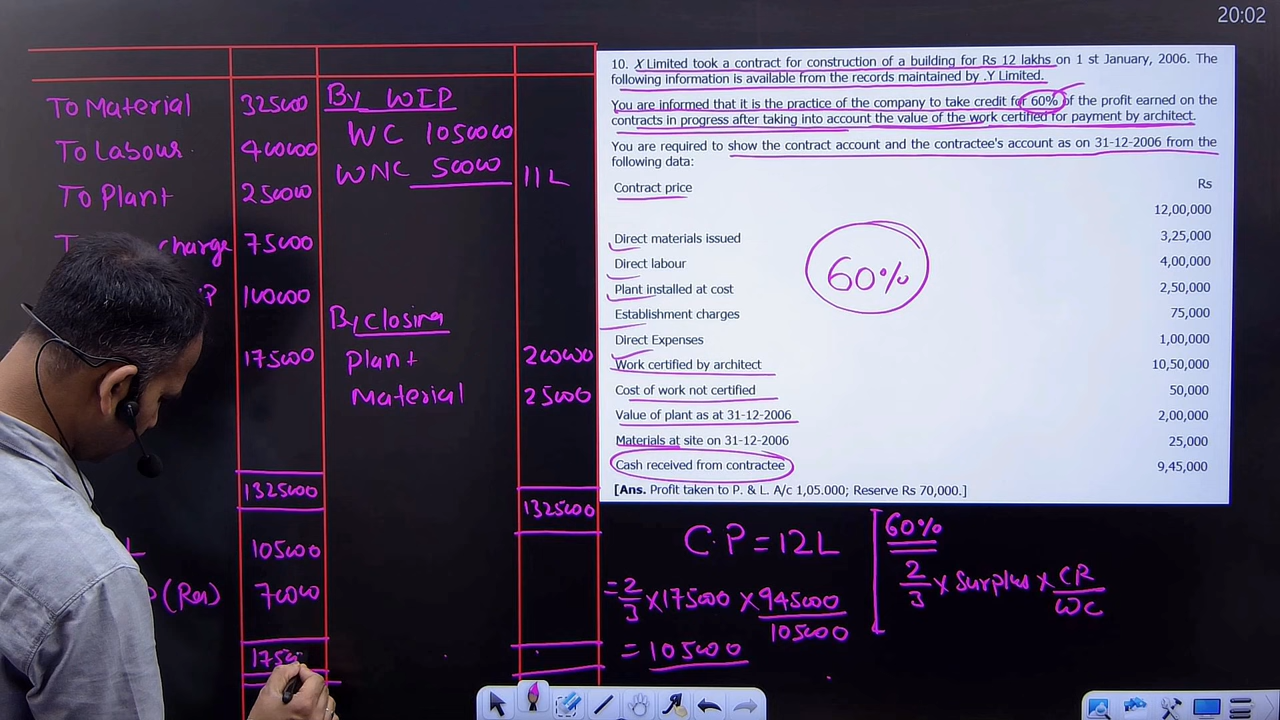 20:02
To Material 325000
To Labour 400000
To Plant 250000
charge 75000
100000
175000
1325000
105000
(Res) 70000
By WIP
WC 1050000
WNC 50000 11L
By closing
Plant 200000
Material 25000
1325000
10. X Limited took a contract for construction of a building for Rs 12 lakhs on 1 st January, 2006. The
following information is available from the records maintained by .Y Limited.
You are informed that it is the practice of the company to take credit for 60% of the profit earned on the
contracts in progress after taking into account the value of the work certified for payment by architect.
You are required to show the contract account and the contractee's account as on 31-12-2006 from the
following data:
Contract price Rs
12,00,000
Direct materials issued 3,25,000
Direct labour 4,00,000
Plant installed at cost 2,50,000
Establishment charges 75,000
Direct Expenses 1,00,000
Work certified by architect 10,50,000
Cost of work not certified 50,000
Value of plant as at 31-12-2006 2,00,000
Materials at site on 31-12-2006 25,000
Cash received from contractee 9,45,000
[Ans. Profit taken to P. & L. A/c 1,05.000; Reserve Rs 70,000.]
60%
C.P = 12L
= 2/3 × 175000 × 945000/105000
= 105000
60%
2/3 × Surplus × CR/WC